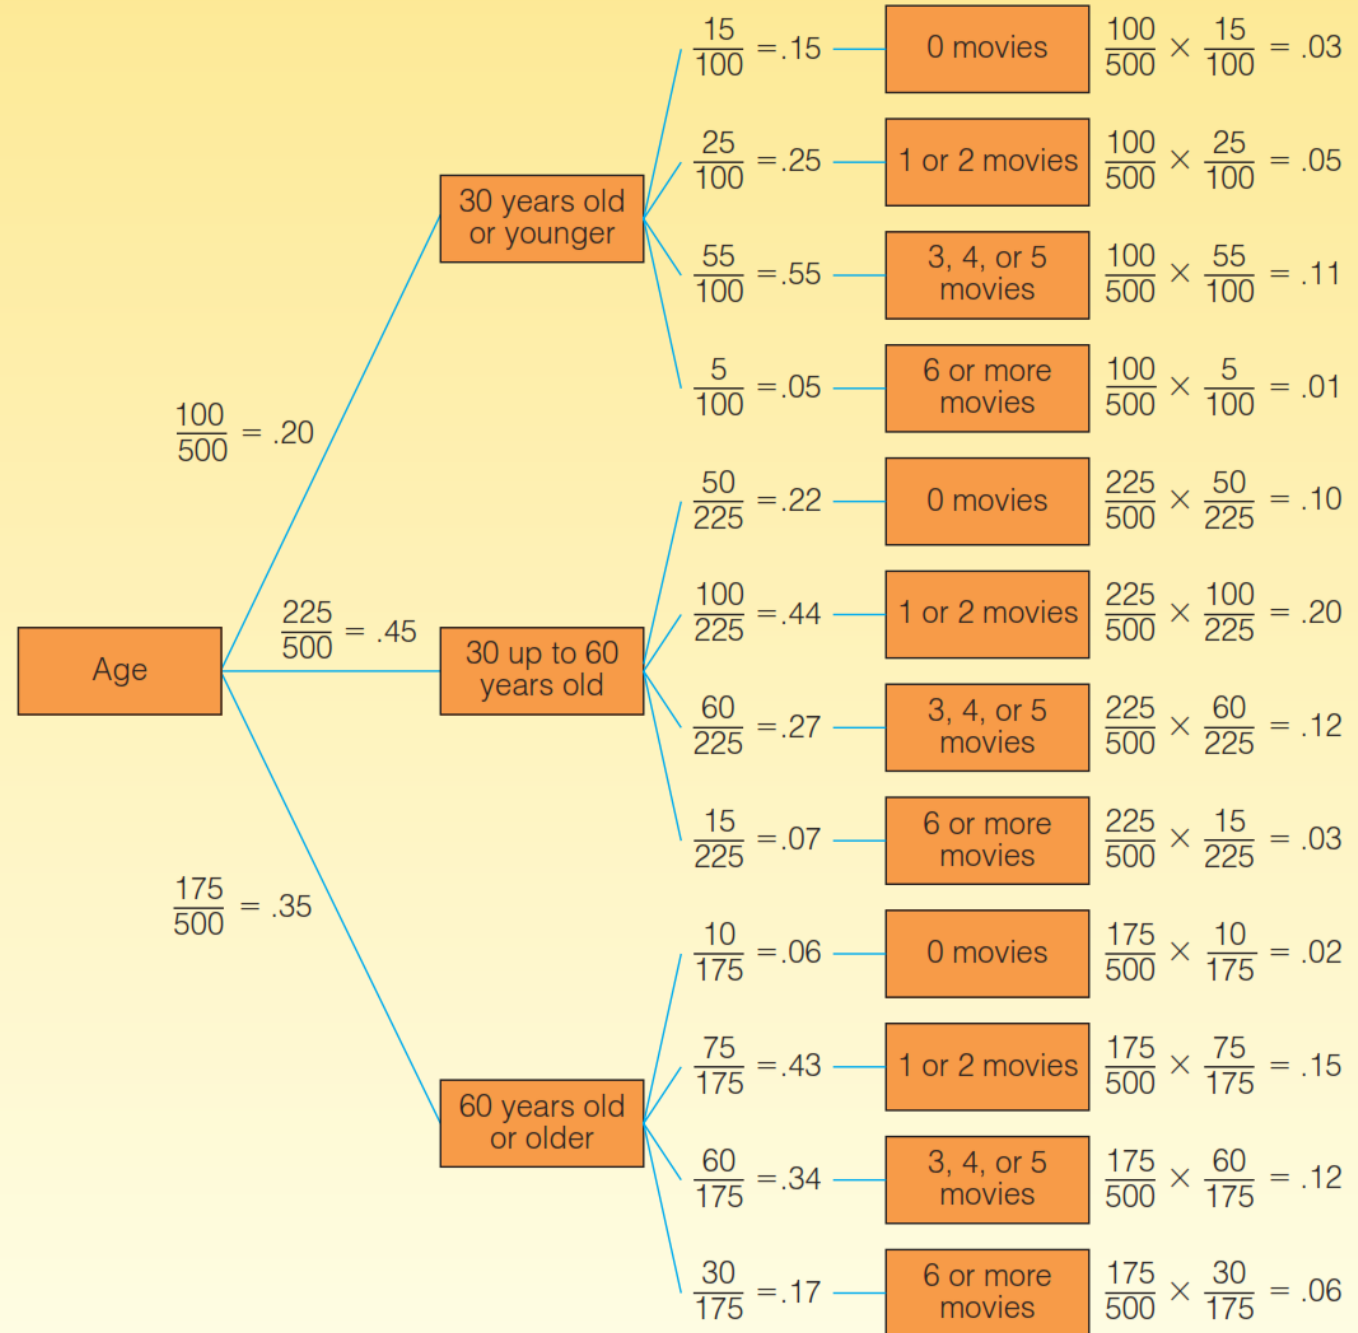 15/100 = .15
0 movies
100/500 × 15/100 = .03
25/100 = .25
1 or 2 movies
100/500 × 25/100 = .05
30 years old
or younger
55/100 = .55
3, 4, or 5
movies
100/500 × 55/100 = .11
5/100 = .05
6 or more
movies
100/500 × 5/100 = .01
100/500 = .20
50/225 = .22
0 movies
225/500 × 50/225 = .10
100/225 = .44
1 or 2 movies
225/500 × 100/225 = .20
Age
225/500 = .45
30 up to 60
years old
60/225 = .27
3, 4, or 5
movies
225/500 × 60/225 = .12
15/225 = .07
6 or more
movies
225/500 × 15/225 = .03
175/500 = .35
10/175 = .06
0 movies
175/500 × 10/175 = .02
75/175 = .43
1 or 2 movies
175/500 × 75/175 = .15
60 years old
or older
60/175 = .34
3, 4, or 5
movies
175/500 × 60/175 = .12
30/175 = .17
6 or more
movies
175/500 × 30/175 = .06